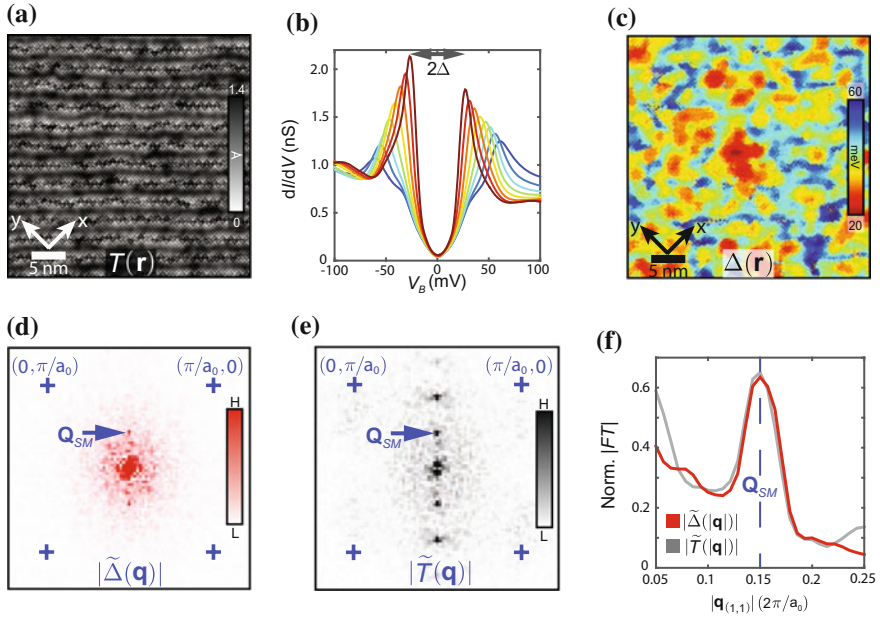 (a)
1.4
A
0
y x
5 nm
T(r)
(b)
2Δ
dI/dV (nS)
2.0
1.5
1.0
0.5
0
-100 -50 0 50 100
V_B (mV)
(c)
60
meV
20
y x
5 nm
Δ(r)
(d)
(0,π/a₀) (π/a₀,0)
H
Q_SM
L
|Δ̃(q)|
(e)
(0,π/a₀) (π/a₀,0)
H
Q_SM
L
|T̃(q)|
(f)
Norm. |FT|
0.6
0.4
0.2
0
Q_SM
|Δ̃(|q|)|
|T̃(|q|)|
0.05 0.1 0.15 0.2 0.25
|q₍₁,₁₎| (2π/a₀)